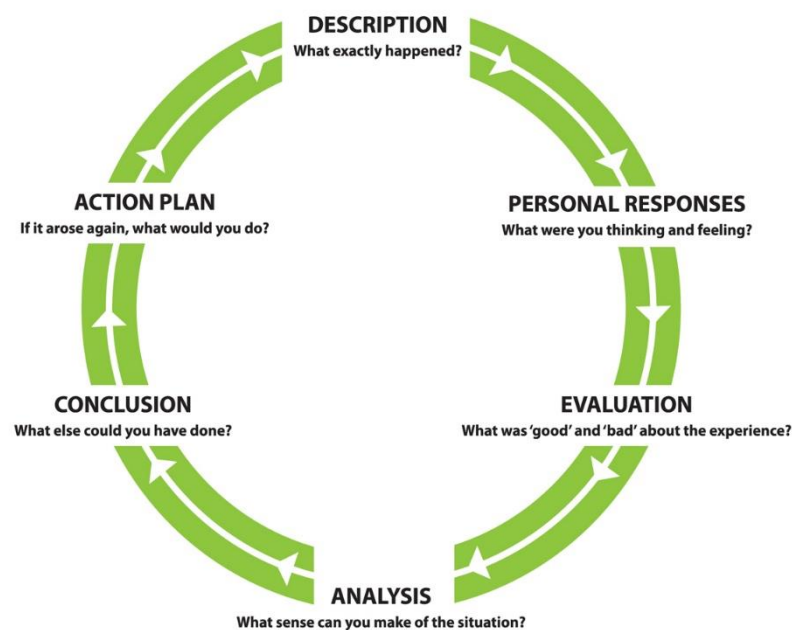 DESCRIPTION
What exactly happened?
PERSONAL RESPONSES
What were you thinking and feeling?
EVALUATION
What was ‘good’ and ‘bad’ about the experience?
ANALYSIS
What sense can you make of the situation?
CONCLUSION
What else could you have done?
ACTION PLAN
If it arose again, what would you do?